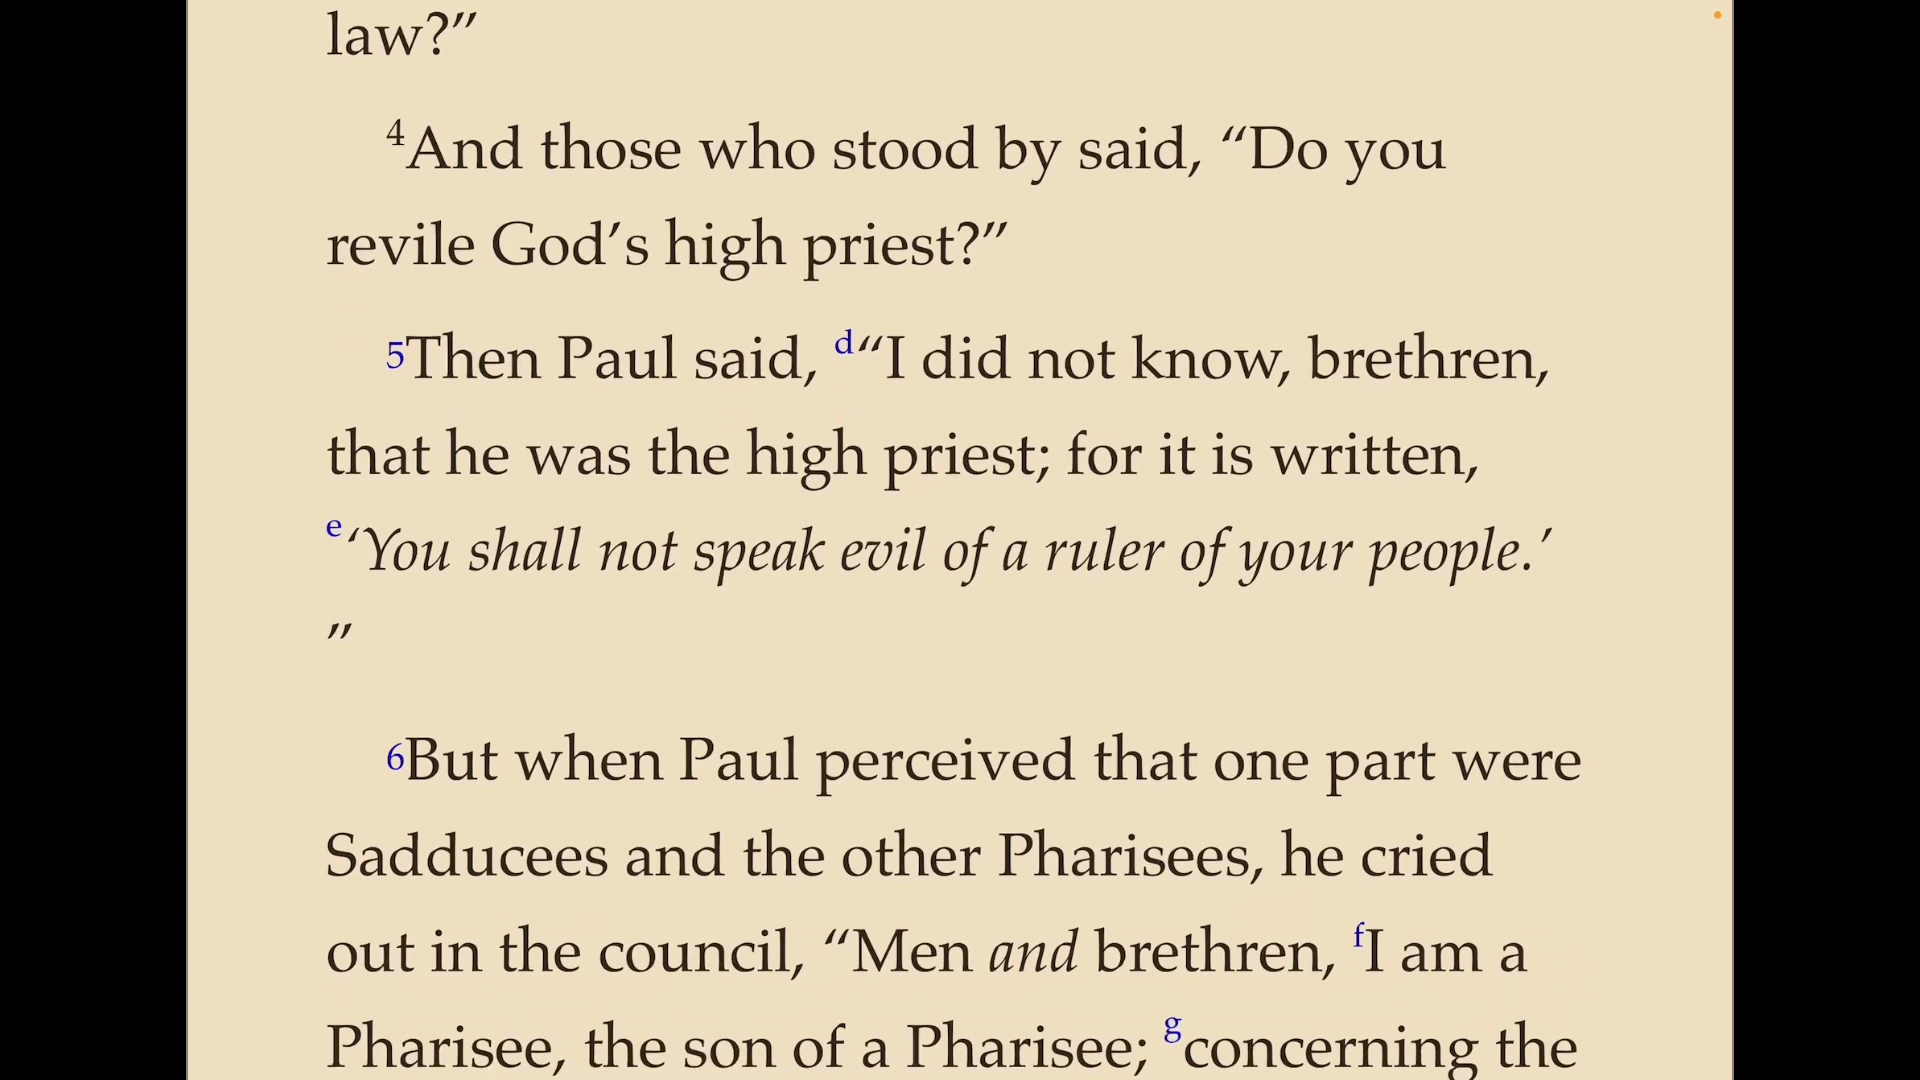 law?”
4And those who stood by said, “Do you
revile God’s high priest?”
5Then Paul said, d“I did not know, brethren,
that he was the high priest; for it is written,
e‘You shall not speak evil of a ruler of your people.’
”
6But when Paul perceived that one part were
Sadducees and the other Pharisees, he cried
out in the council, “Men and brethren, fI am a
Pharisee, the son of a Pharisee; gconcerning the